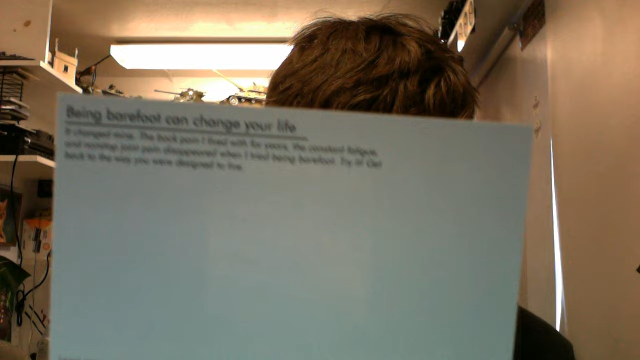 Being barefoot can change your life
It changed mine. The back pain I lived with for years, the constant fatigue,
and nonstop joint pain disappeared when I tried being barefoot. Try it! Get
back to the way you were designed to live.